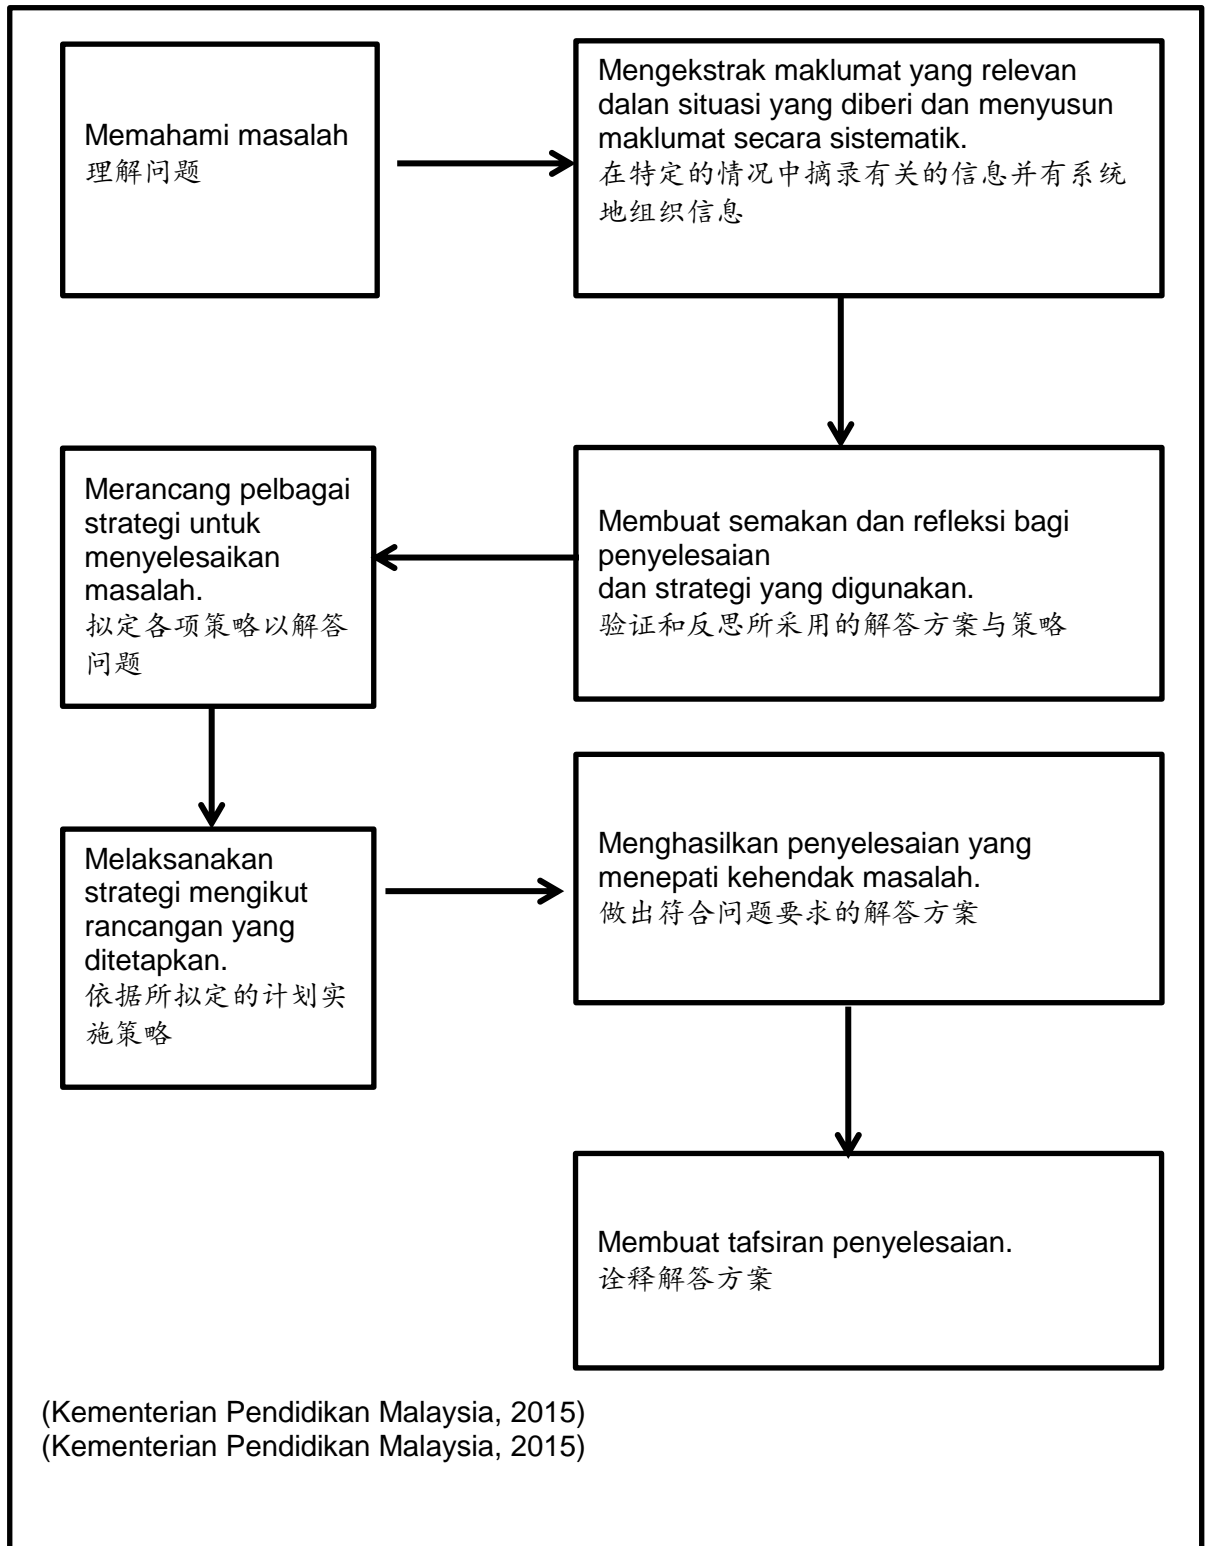 Memahami masalah
理解问题
Mengekstrak maklumat yang relevan
dalan situasi yang diberi dan menyusun
maklumat secara sistematik.
在特定的情况中摘录有关的信息并有系统
地组织信息
Membuat semakan dan refleksi bagi
penyelesaian
dan strategi yang digunakan.
验证和反思所采用的解答方案与策略
Merancang pelbagai
strategi untuk
menyelesaikan
masalah.
拟定各项策略以解答
问题
Melaksanakan
strategi mengikut
rancangan yang
ditetapkan.
依据所拟定的计划实
施策略
Menghasilkan penyelesaian yang
menepati kehendak masalah.
做出符合问题要求的解答方案
Membuat tafsiran penyelesaian.
诠释解答方案
(Kementerian Pendidikan Malaysia, 2015)
(Kementerian Pendidikan Malaysia, 2015)